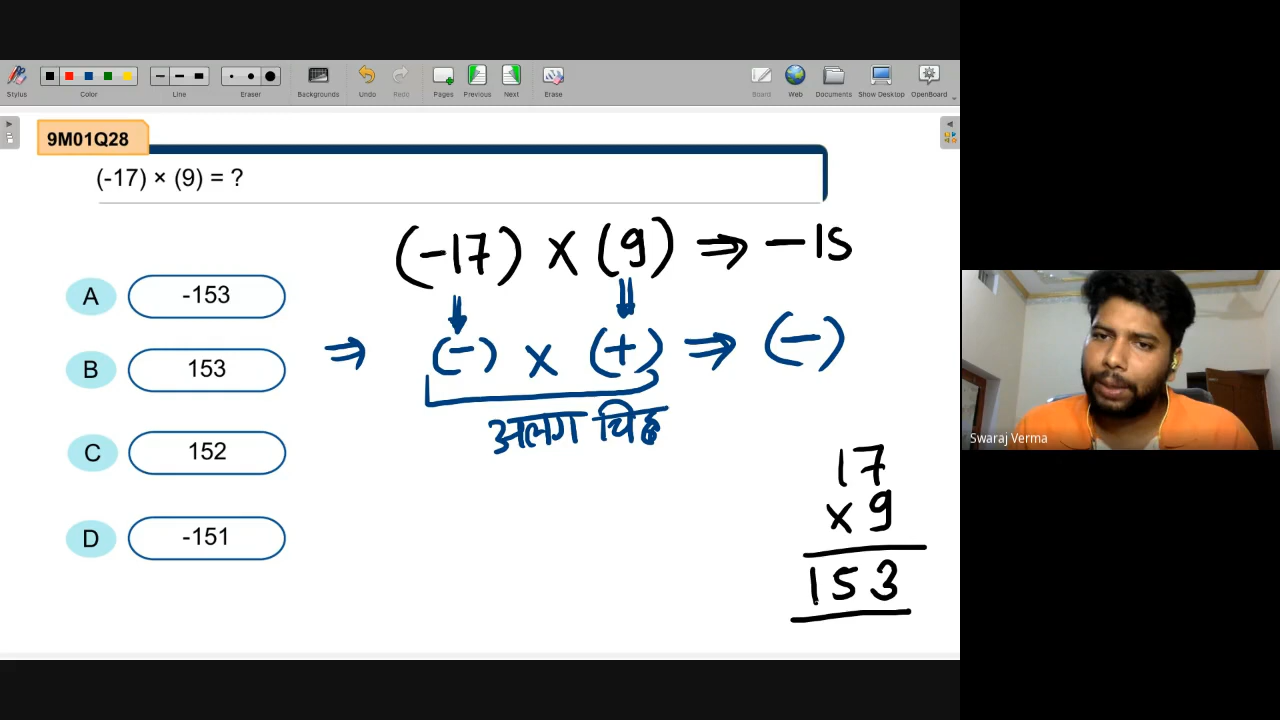 Stylus
Color
Line
Eraser
Backgrounds
Undo
Redo
Pages
Previous
Next
Erase
Board
Web
Documents
Show Desktop
OpenBoard
9M01Q28
(-17) × (9) = ?
(-17) × (9) ⇒ -15
A -153
⇒ (-) × (+) ⇒ (-)
B 153
अलग चिह्न
C 152
D -151
17
× 9
153
Swaraj Verma